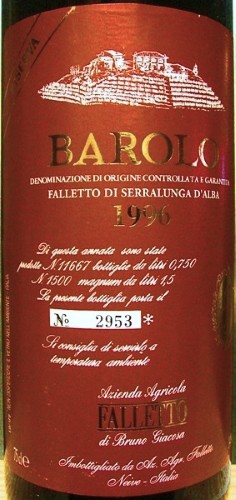 RISERVA
BAROLO
DENOMINAZIONE DI ORIGINE CONTROLLATA E GARANTITA
FALLETTO DI SERRALUNGA D'ALBA
1996
Di questa annata sono state
prodotte N. 11667 bottiglie da litri 0,750
N. 1500 magnum da litri 1,5
La presente bottiglia porta il
No 2953 *
Si consiglia di servirlo a
temperatura ambiente
Azienda Agricola
FALLETTO
di Bruno Giacosa
Imbottigliato da Az. Agr. Falletto
Neive - Italia